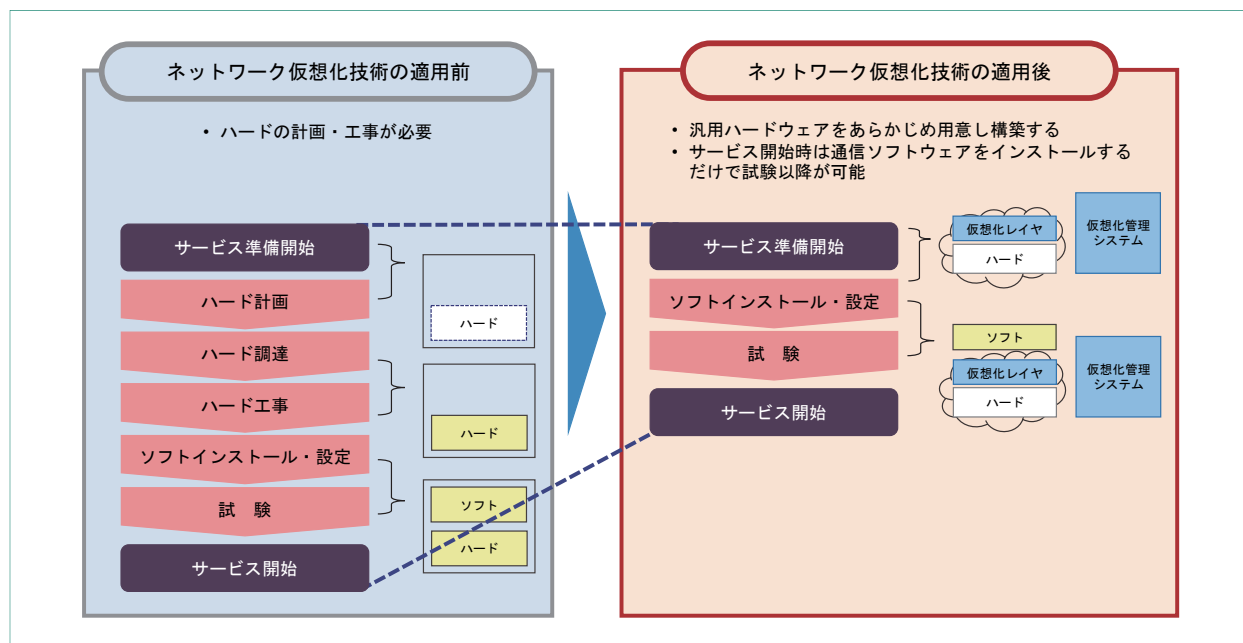 ネットワーク仮想化技術の適用前
• ハードの計画・工事が必要
サービス準備開始
ハード計画
ハード調達
ハード工事
ソフトインストール・設定
試 験
サービス開始
ハード
ハード
ソフト
ハード
ネットワーク仮想化技術の適用後
• 汎用ハードウェアをあらかじめ用意し構築する
• サービス開始時は通信ソフトウェアをインストールする
だけで試験以降が可能
サービス準備開始
ソフトインストール・設定
試 験
サービス開始
仮想化レイヤ
ハード
仮想化管理
システム
ソフト
仮想化レイヤ
ハード
仮想化管理
システム